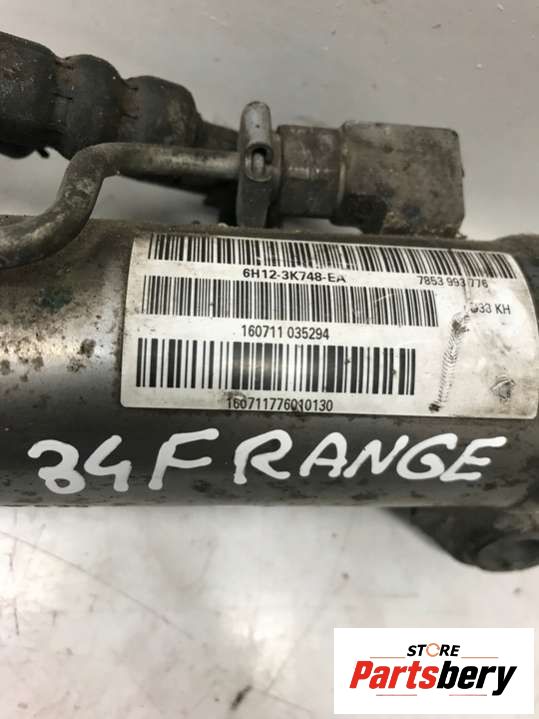 6H12-3K748-EA 7853 993 776
033 KH
160711 035294
160711776010130
34F RANGE
STORE
Partsbery